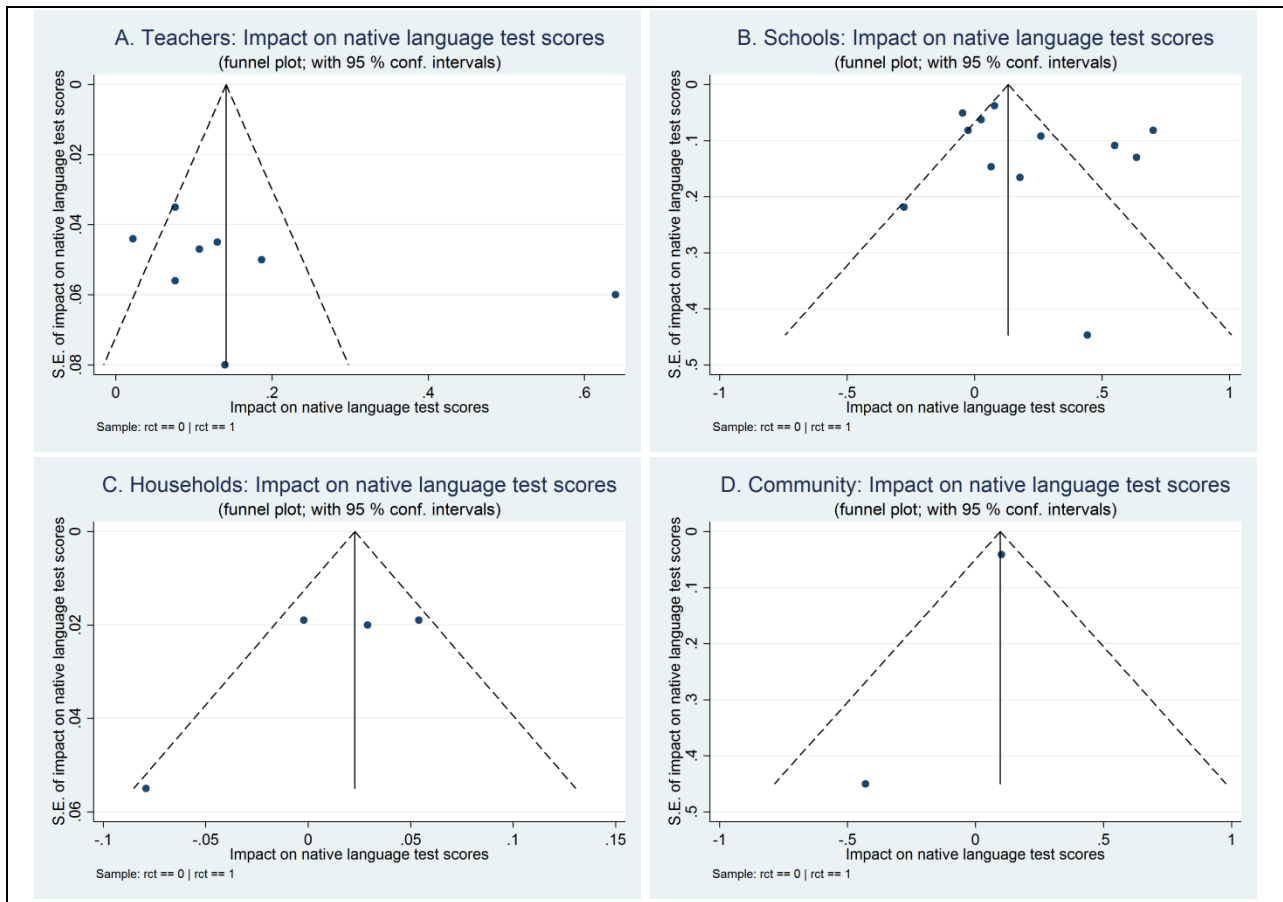 A. Teachers: Impact on native language test scores
(funnel plot; with 95 % conf. intervals)
S.E. of impact on native language test scores
0
.02
.04
.06
.08
0
.2
.4
.6
Impact on native language test scores
Sample: rct == 0 | rct == 1
B. Schools: Impact on native language test scores
(funnel plot; with 95 % conf. intervals)
S.E. of impact on native language test scores
0
.1
.2
.3
.4
.5
-1
-.5
0
.5
1
Impact on native language test scores
Sample: rct == 0 | rct == 1
C. Households: Impact on native language test scores
(funnel plot; with 95 % conf. intervals)
S.E. of impact on native language test scores
0
.02
.04
.06
-.1
-.05
0
.05
.1
.15
Impact on native language test scores
Sample: rct == 0 | rct == 1
D. Community: Impact on native language test scores
(funnel plot; with 95 % conf. intervals)
S.E. of impact on native language test scores
0
.1
.2
.3
.4
.5
-1
-.5
0
.5
1
Impact on native language test scores
Sample: rct == 0 | rct == 1